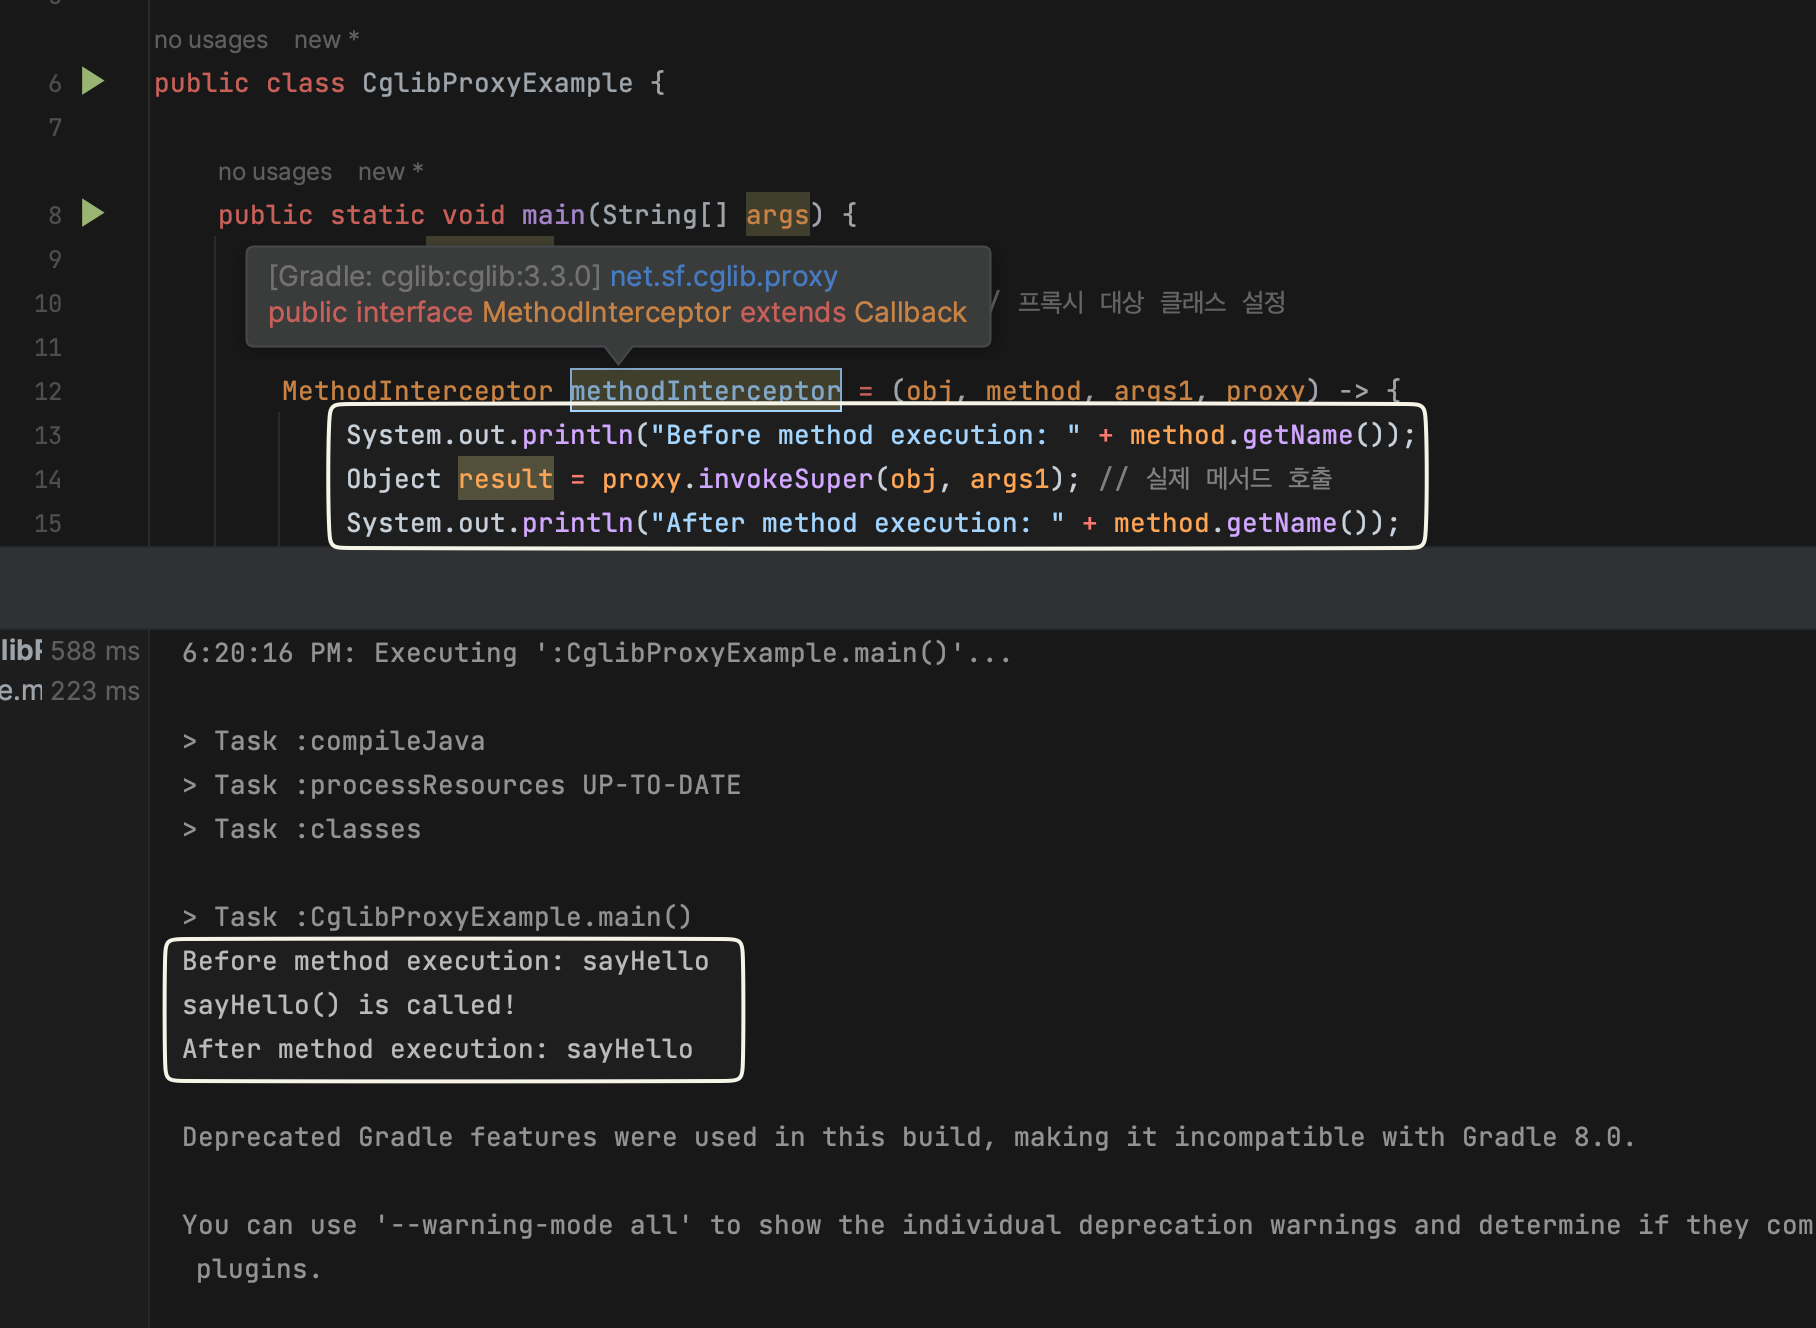 no usages new *
6 public class CglibProxyExample {
7
no usages new *
8 public static void main(String[] args) {
9
[Gradle: cglib:cglib:3.3.0] net.sf.cglib.proxy
10 / 프록시 대상 클래스 설정
public interface MethodInterceptor extends Callback
11
12 MethodInterceptor methodInterceptor = (obj, method, args1, proxy) -> {
13 System.out.println("Before method execution: " + method.getName());
14 Object result = proxy.invokeSuper(obj, args1); // 실제 메서드 호출
15 System.out.println("After method execution: " + method.getName());
588 ms 6:20:16 PM: Executing ':CglibProxyExample.main()'...
e.m 223 ms
> Task :compileJava
> Task :processResources UP-TO-DATE
> Task :classes
> Task :CglibProxyExample.main()
Before method execution: sayHello
sayHello() is called!
After method execution: sayHello
Deprecated Gradle features were used in this build, making it incompatible with Gradle 8.0.
You can use '--warning-mode all' to show the individual deprecation warnings and determine if they com
plugins.